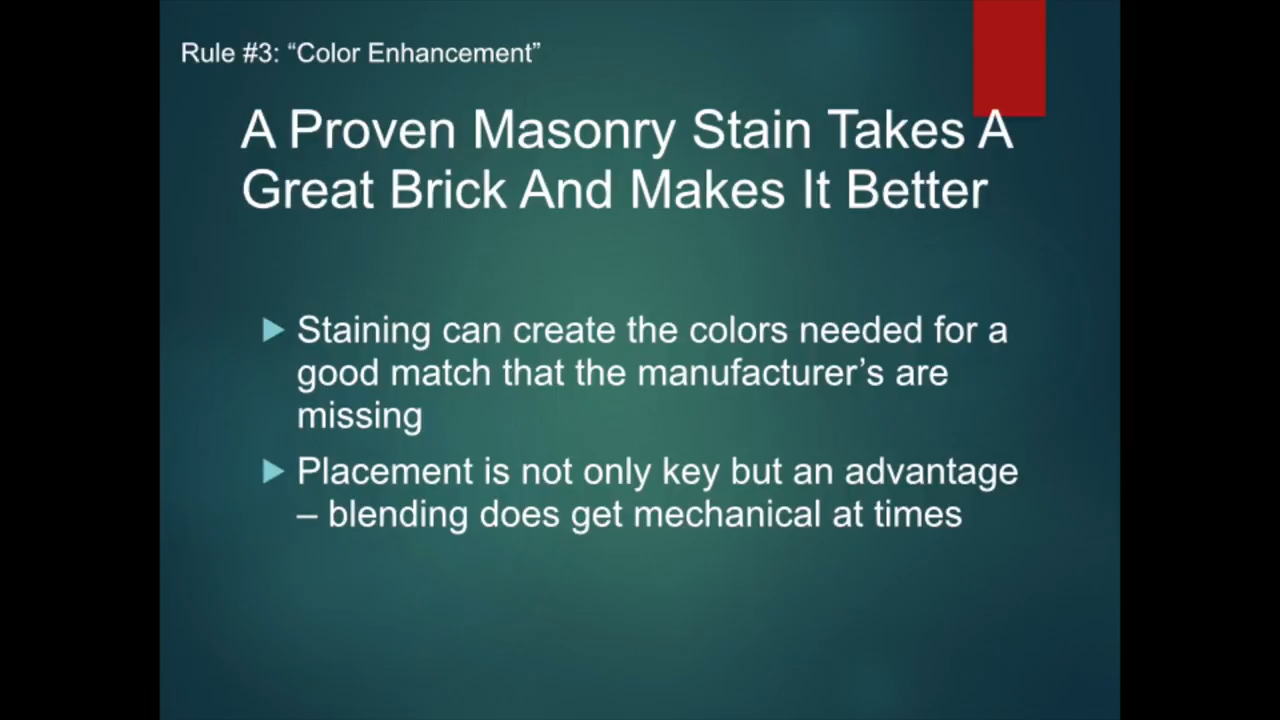 Rule #3: “Color Enhancement”
A Proven Masonry Stain Takes A
Great Brick And Makes It Better
Staining can create the colors needed for a
good match that the manufacturer’s are
missing
Placement is not only key but an advantage
– blending does get mechanical at times